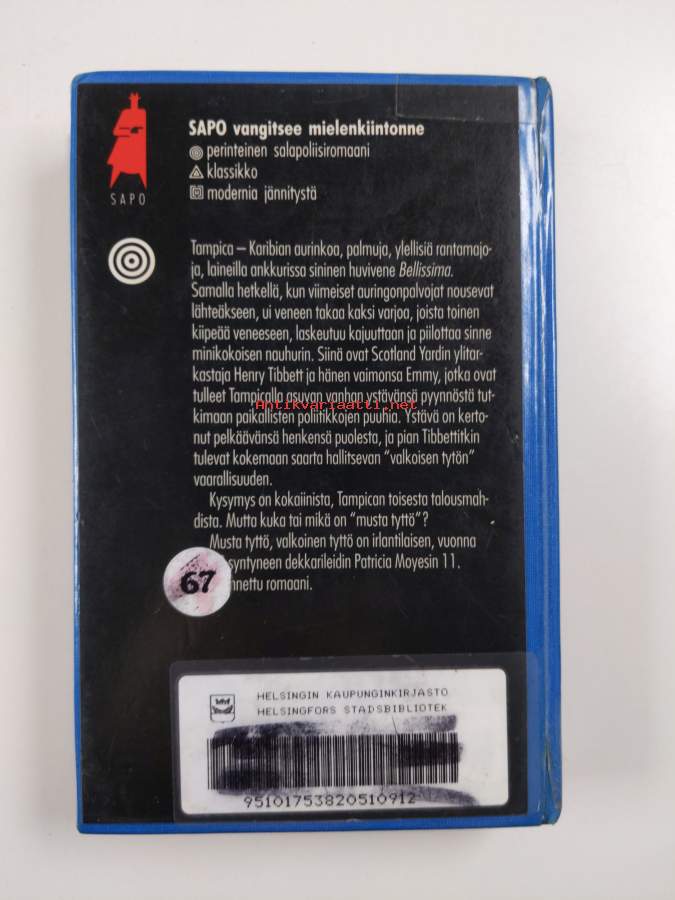 SAPO
SAPO vangitsee mielenkiintonne
perinteinen salapoliisiromaani
klassikko
modernia jännitystä
Tampica – Karibian aurinkoa, palmuja, ylellisiä rantamajo-
ja, laineilla ankkurissa sininen huvivene Bellissima.
Samalla hetkellä, kun viimeiset auringonpalvojat nousevat
lähteäkseen, ui veneen takaa kaksi varjoa, joista toinen
kiipeää veneeseen, laskeutuu kajuuttaan ja piilottaa sinne
minikokoisen nauhurin. Siinä ovat Scotland Yardin ylitar-
kastaja Henry Tibbett ja hänen vaimonsa Emmy, jotka ovat
tulleet Tampicalla asuvan vanhan ystävänsä pyynnöstä tut-
Antikvariaatti.net
kimaan paikallisten poliitikkojen puuhia. Ystävä on kerto-
nut pelkäävänsä henkensä puolesta, ja pian Tibbettitkin
tulevat kokemaan saarta hallitsevan "valkoisen tytön"
vaarallisuuden.
Kysymys on kokaiinista, Tampican toisesta talousmah-
dista. Mutta kuka tai mikä on "musta tyttö"?
Musta tyttö, valkoinen tyttö on irlantilaisen, vuonna
syntyneen dekkarileidin Patricia Moyesin 11.
67
romaani.
HELSINGIN KAUPUNGINKIRJASTO
HELSINGFORS STADSBIBLIOTEK
95101753820510912